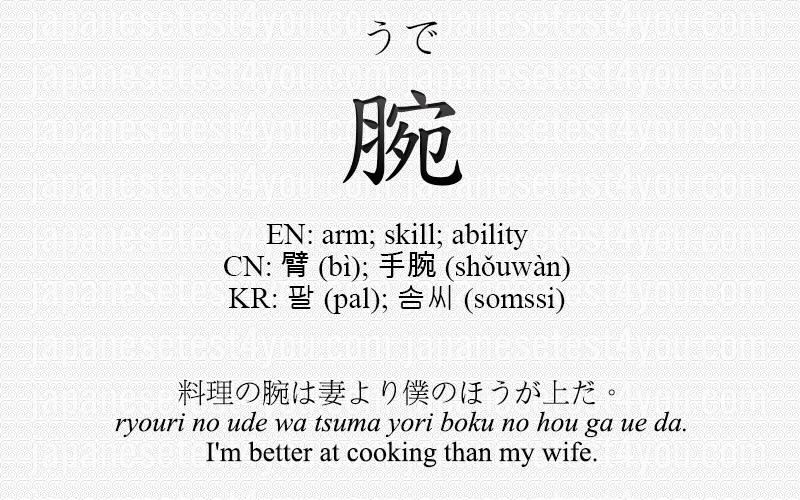 うで
腕
EN: arm; skill; ability
CN: 臂 (bì); 手腕 (shǒuwàn)
KR: 팔 (pal); 솜씨 (somssi)
料理の腕は妻より僕のほうが上だ。
ryouri no ude wa tsuma yori boku no hou ga ue da.
I'm better at cooking than my wife.
japanesetest4you.com